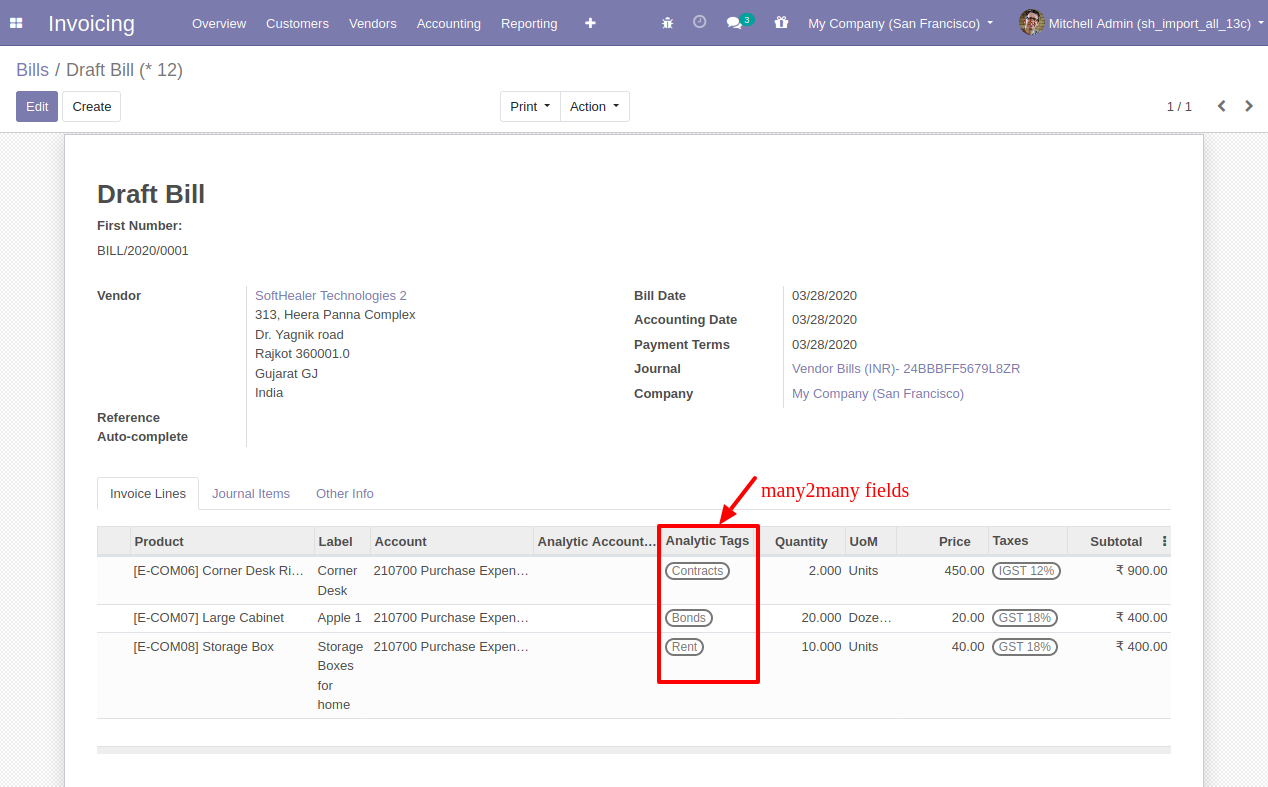 Invoicing Overview Customers Vendors Accounting Reporting 3 My Company (San Francisco) Mitchell Admin (sh_import_all_13c)
Bills / Draft Bill (* 12)
Edit Create Print Action 1 / 1
Draft Bill
First Number:
BILL/2020/0001
Vendor SoftHealer Technologies 2
313, Heera Panna Complex
Dr. Yagnik road
Rajkot 360001.0
Gujarat GJ
India
Reference
Auto-complete
Bill Date 03/28/2020
Accounting Date 03/28/2020
Payment Terms 03/28/2020
Journal Vendor Bills (INR)- 24BBBFF5679L8ZR
Company My Company (San Francisco)
many2many fields
Invoice Lines Journal Items Other Info
Product Label Account Analytic Account... Analytic Tags Quantity UoM Price Taxes Subtotal
[E-COM06] Corner Desk Ri... Corner 210700 Purchase Expen... Contracts 2.000 Units 450.00 IGST 12% ₹ 900.00
Desk
[E-COM07] Large Cabinet Apple 1 210700 Purchase Expen... Bonds 20.000 Doze... 20.00 GST 18% ₹ 400.00
[E-COM08] Storage Box Storage 210700 Purchase Expen... Rent 10.000 Units 40.00 GST 18% ₹ 400.00
Boxes
for
home